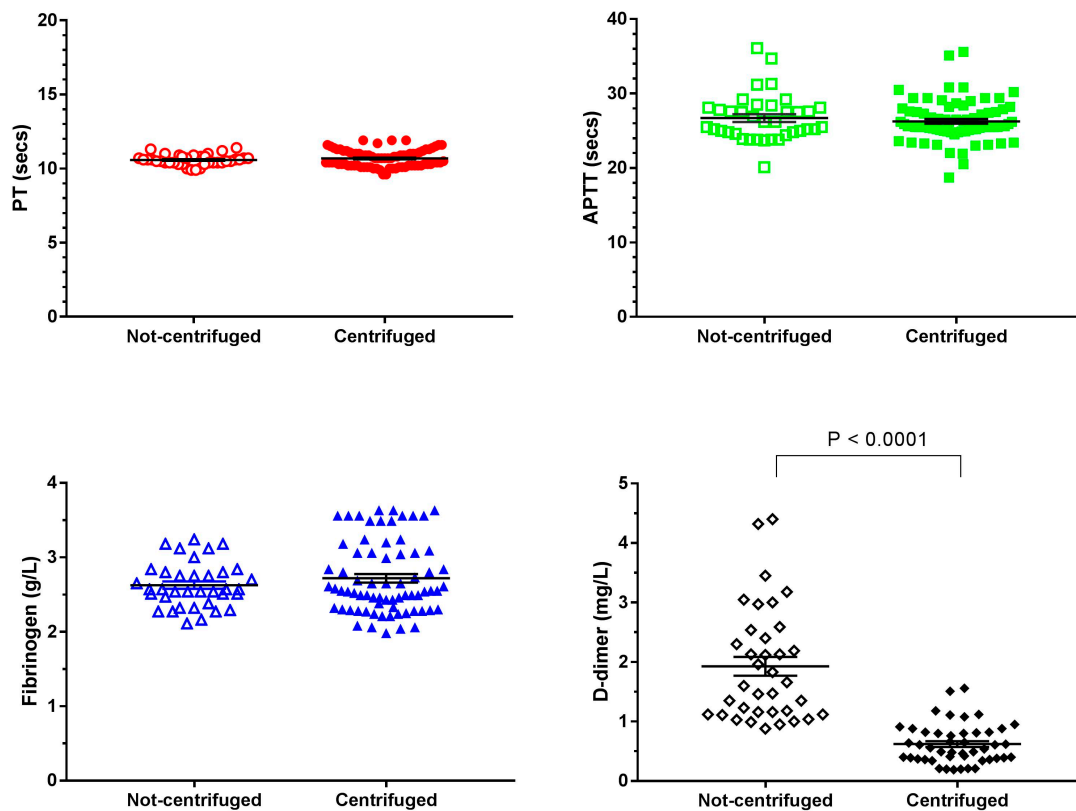 20
15
10
5
0
PT (secs)
Not-centrifuged
Centrifuged
40
30
20
10
0
APTT (secs)
Not-centrifuged
Centrifuged
4
3
2
1
0
Fibrinogen (g/L)
Not-centrifuged
Centrifuged
P < 0.0001
5
4
3
2
1
0
D-dimer (mg/L)
Not-centrifuged
Centrifuged